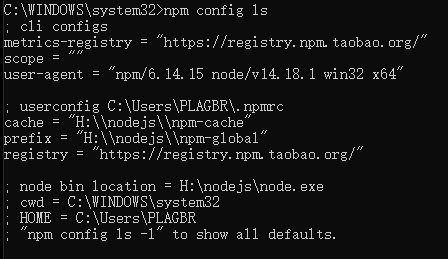 C:\WINDOWS\system32>npm config ls
; cli configs
metrics-registry = "https://registry.npm.taobao.org/"
scope = ""
user-agent = "npm/6.14.15 node/v14.18.1 win32 x64"
; userconfig C:\Users\PLAGBR\.npmrc
cache = "H:\\nodejs\\npm-cache"
prefix = "H:\\nodejs\\npm-global"
registry = "https://registry.npm.taobao.org/"
; node bin location = H:\nodejs\node.exe
; cwd = C:\WINDOWS\system32
; HOME = C:\Users\PLAGBR
; "npm config ls -l" to show all defaults.